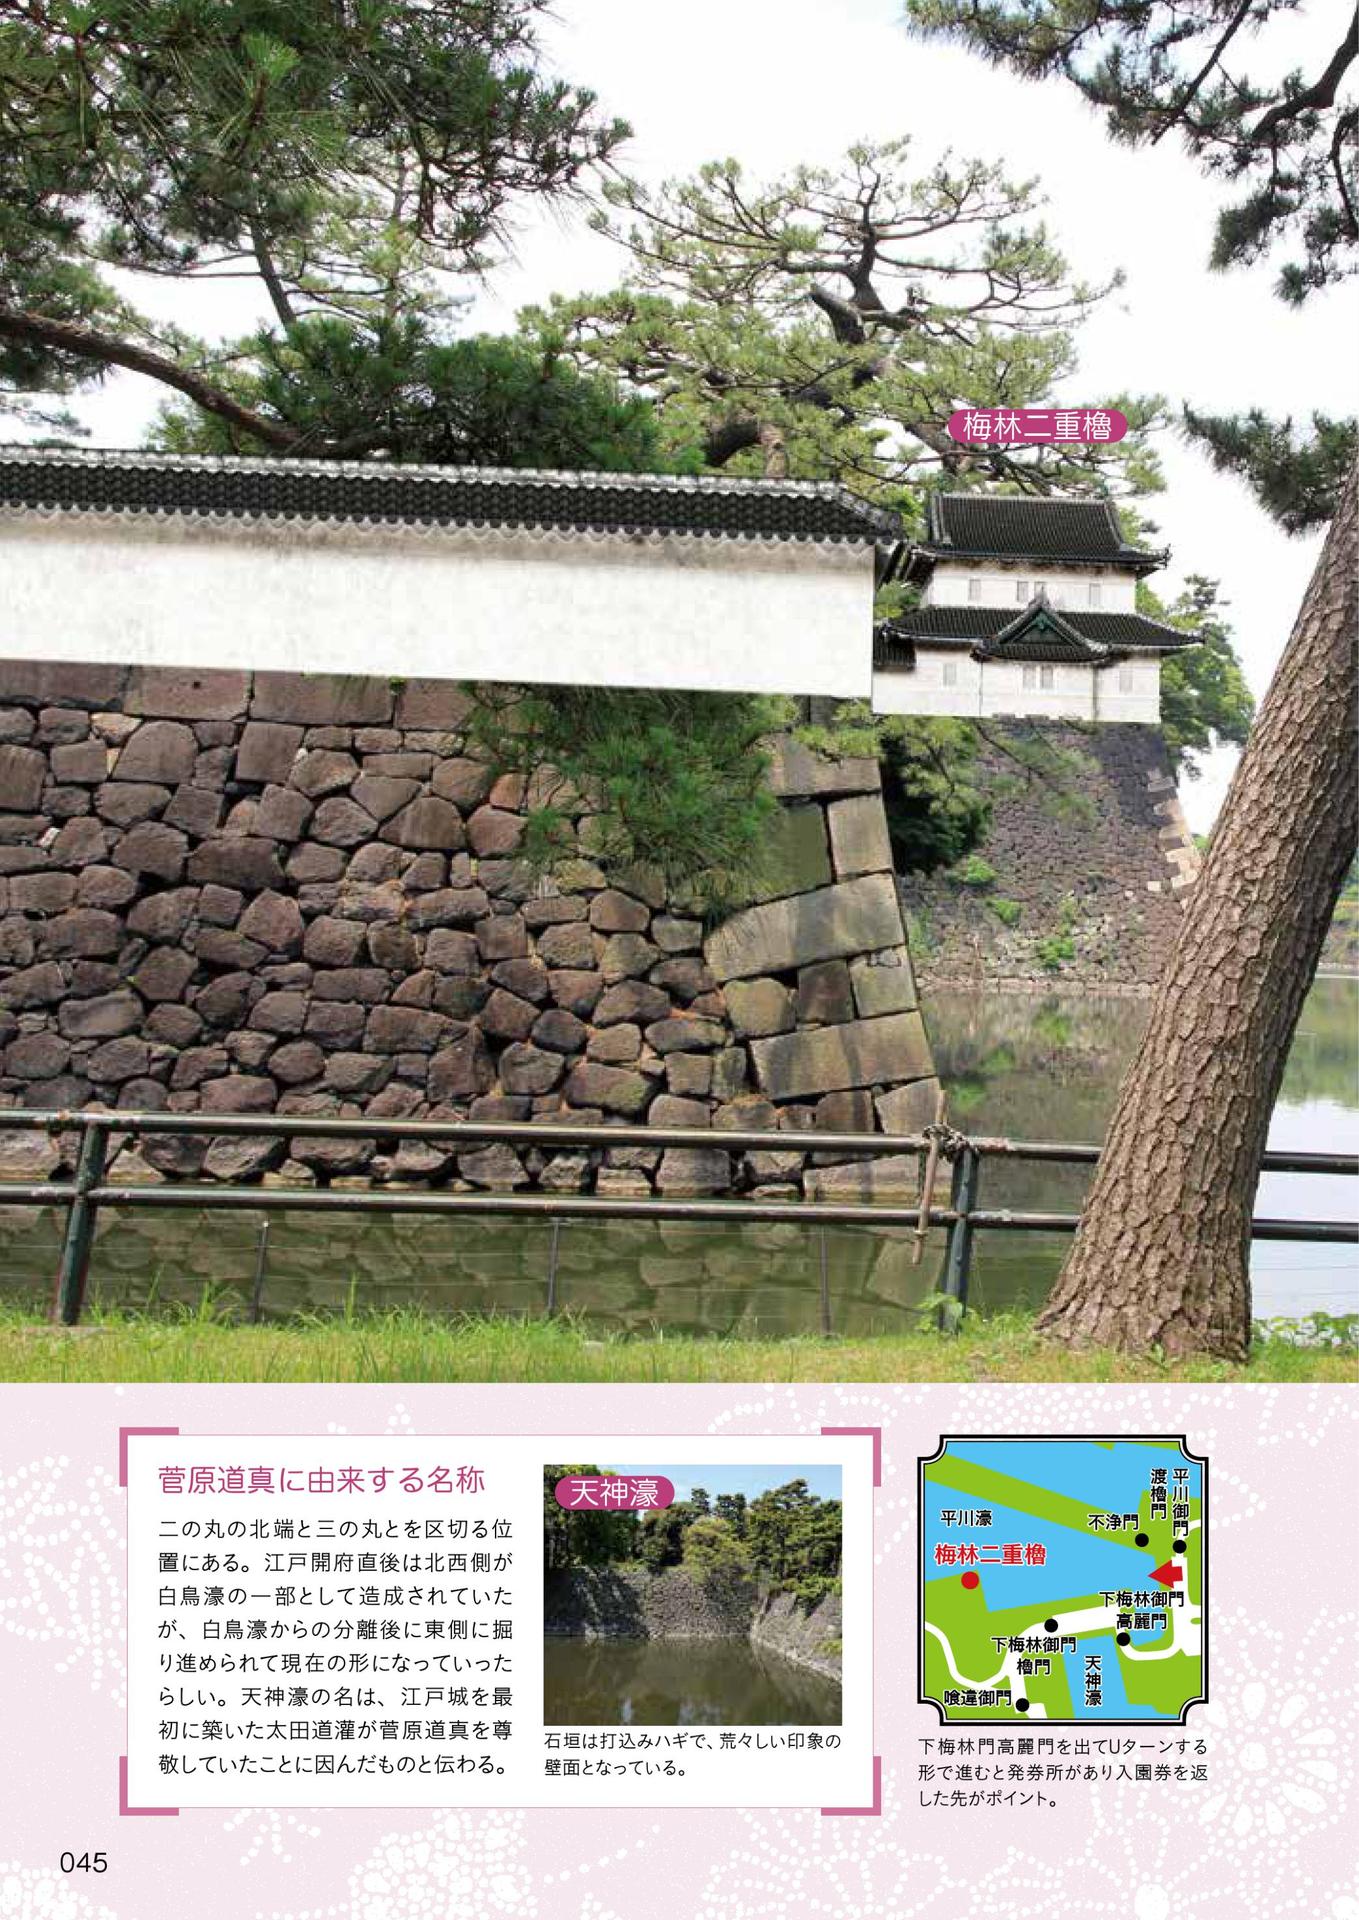 梅林二重櫓
菅原道真に由来する名称
二の丸の北端と三の丸とを区切る位
置にある。江戸開府直後は北西側が
白鳥濠の一部として造成されていた
が、白鳥濠からの分離後に東側に掘
り進められて現在の形になっていった
らしい。天神濠の名は、江戸城を最
初に築いた太田道灌が菅原道真を尊
敬していたことに因んだものと伝わる。
天神濠
石垣は打込みハギで、荒々しい印象の
壁面となっている。
平川御門
渡櫓門
不浄門
平川濠
梅林二重櫓
下梅林御門
高麗門
下梅林御門
櫓門
天神濠
喰違御門
下梅林門高麗門を出てUターンする
形で進むと発券所があり入園券を返
した先がポイント。
045